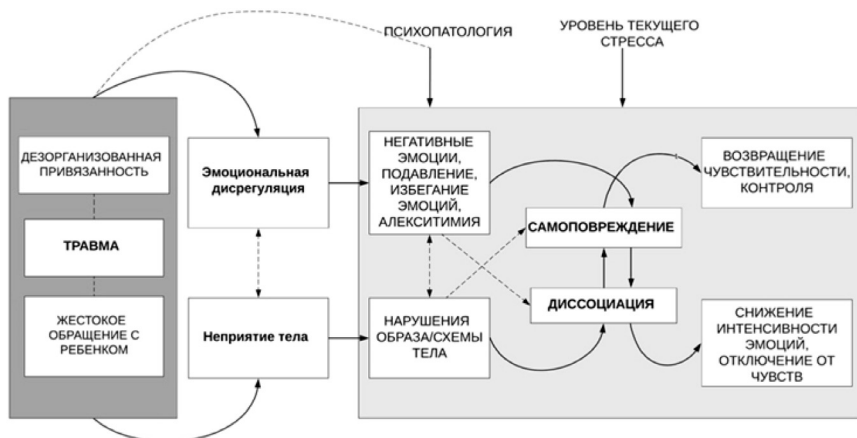 ПСИХОПАТОЛОГИЯ
УРОВЕНЬ ТЕКУЩЕГО
СТРЕССА
ДЕЗОРГАНИЗОВАННАЯ
ПРИВЯЗАННОСТЬ
ТРАВМА
ЖЕСТОКОЕ
ОБРАЩЕНИЕ С
РЕБЕНКОМ
Эмоциональная
дисрегуляция
Неприятие тела
НЕГАТИВНЫЕ
ЭМОЦИИ,
ПОДАВЛЕНИЕ,
ИЗБЕГАНИЕ
ЭМОЦИЙ,
АЛЕКСИТИМИЯ
НАРУШЕНИЯ
ОБРАЗА/СХЕМЫ
ТЕЛА
САМОПОВРЕЖДЕНИЕ
ДИССОЦИАЦИЯ
ВОЗВРАЩЕНИЕ
ЧУВСТВИТЕЛЬНОСТИ,
КОНТРОЛЯ
СНИЖЕНИЕ
ИНТЕНСИВНОСТИ
ЭМОЦИЙ,
ОТКЛЮЧЕНИЕ ОТ
ЧУВСТВ